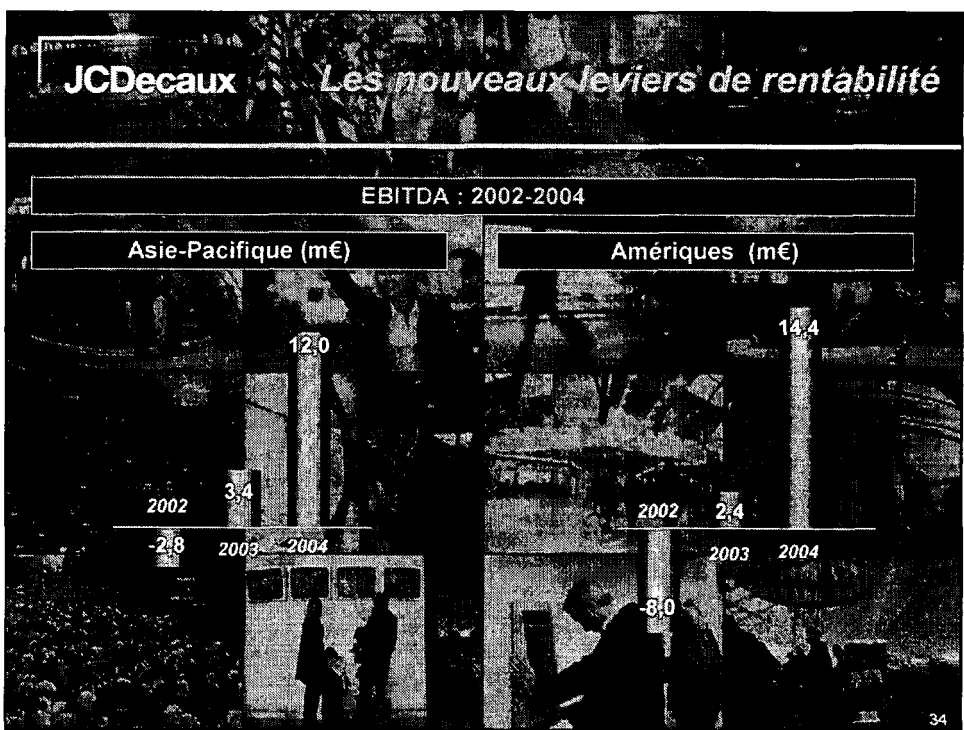 JCDecaux
Les nouveaux leviers de rentabilité
EBITDA : 2002-2004
Asie-Pacifique (m€)
Amériques (m€)
12,0
3,4
2002
-2,8
2003
2004
14,4
2002
2,4
2003
2004
-8,0
34